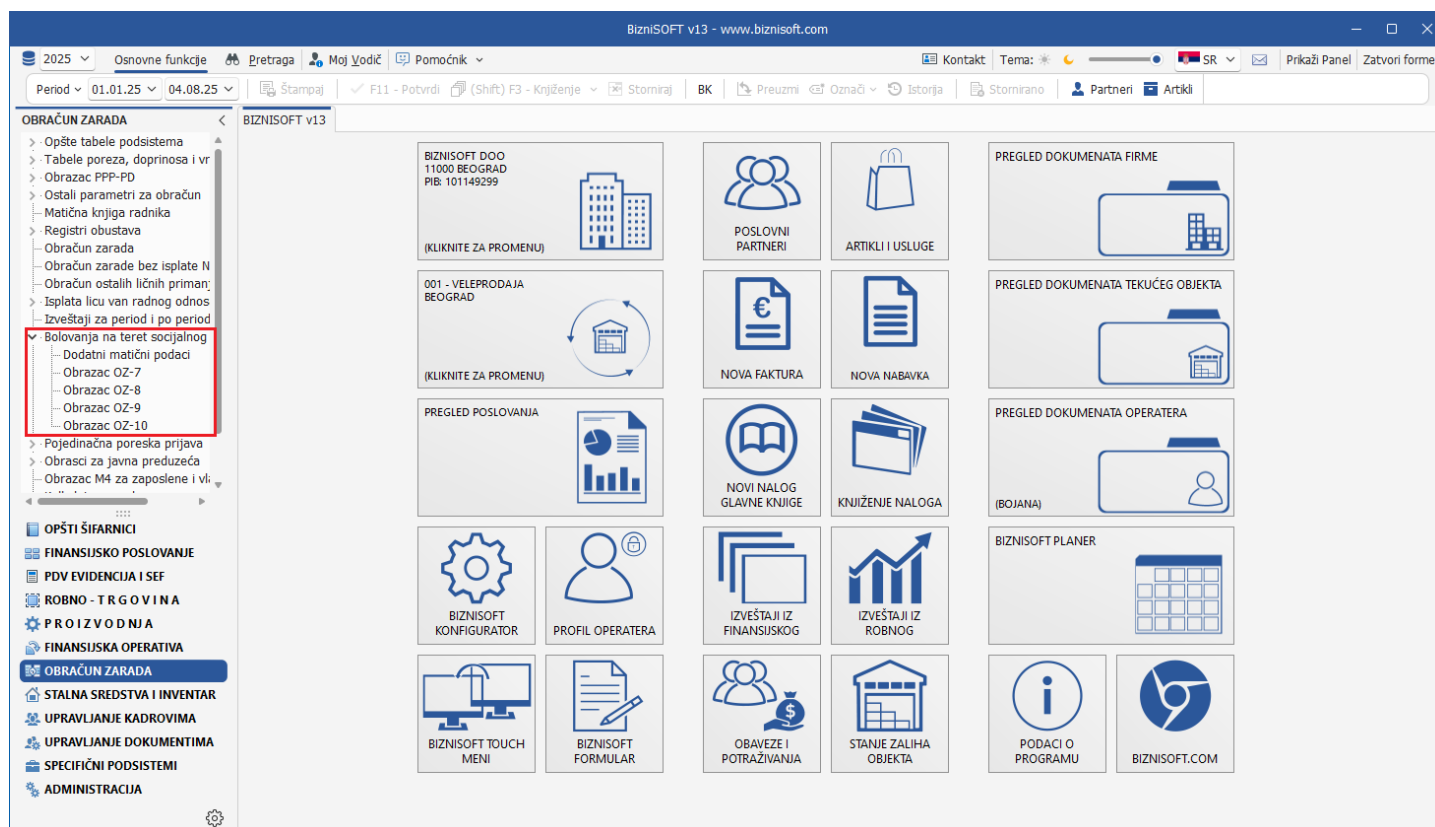 BizniSOFT v13 - www.biznisoft.com
2025 Osnovne funkcije Pretraga Moj Vodič Pomoćnik Kontakt Tema: SR Prikaži Panel Zatvori forme
Period 01.01.25 04.08.25 Štampaj F11 - Potvrdi (Shift) F3 - Knjiženje Storniraj BK Preuzmi Označi Istorija Stornirano Partneri Artikli
OBRAČUN ZARADA
BIZNISOFT v13
Opšte tabele podsistema
Tabele poreza, doprinosa i vr
Obrazac PPP-PD
Ostali parametri za obračun
Matična knjiga radnika
Registri obustava
Obračun zarada
Obračun zarade bez isplate N
Obračun ostalih ličnih primanj
Isplata licu van radnog odnos
Izveštaji za period i po period
Bolovanja na teret socijalnog
Dodatni matični podaci
Obrazac OZ-7
Obrazac OZ-8
Obrazac OZ-9
Obrazac OZ-10
Pojedinačna poreska prijava
Obrasci za javna preduzeća
Obrazac M4 za zaposlene i vla
OPŠTI ŠIFARNICI
FINANSIJSKO POSLOVANJE
PDV EVIDENCIJA I SEF
ROBNO - T R G O V I N A
P R O I Z V O D NJ A
FINANSIJSKA OPERATIVA
OBRAČUN ZARADA
STALNA SREDSTVA I INVENTAR
UPRAVLJANJE KADROVIMA
UPRAVLJANJE DOKUMENTIMA
SPECIFIČNI PODSISTEMI
ADMINISTRACIJA
BIZNISOFT DOO
11000 BEOGRAD
PIB: 101149299
(KLIKNITE ZA PROMENU)
POSLOVNI
PARTNERI
ARTIKLI I USLUGE
PREGLED DOKUMENATA FIRME
001 - VELEPRODAJA
BEOGRAD
(KLIKNITE ZA PROMENU)
NOVA FAKTURA
NOVA NABAVKA
PREGLED DOKUMENATA TEKUĆEG OBJEKTA
PREGLED POSLOVANJA
NOVI NALOG
GLAVNE KNJIGE
KNJIŽENJE NALOGA
PREGLED DOKUMENATA OPERATERA
(BOJANA)
BIZNISOFT
KONFIGURATOR
PROFIL OPERATERA
IZVEŠTAJI IZ
FINANSIJSKOG
IZVEŠTAJI IZ
ROBNOG
BIZNISOFT PLANER
BIZNISOFT TOUCH
MENI
BIZNISOFT
FORMULAR
OBAVEZE I
POTRAŽIVANJA
STANJE ZALIHA
OBJEKTA
PODACI O
PROGRAMU
BIZNISOFT.COM